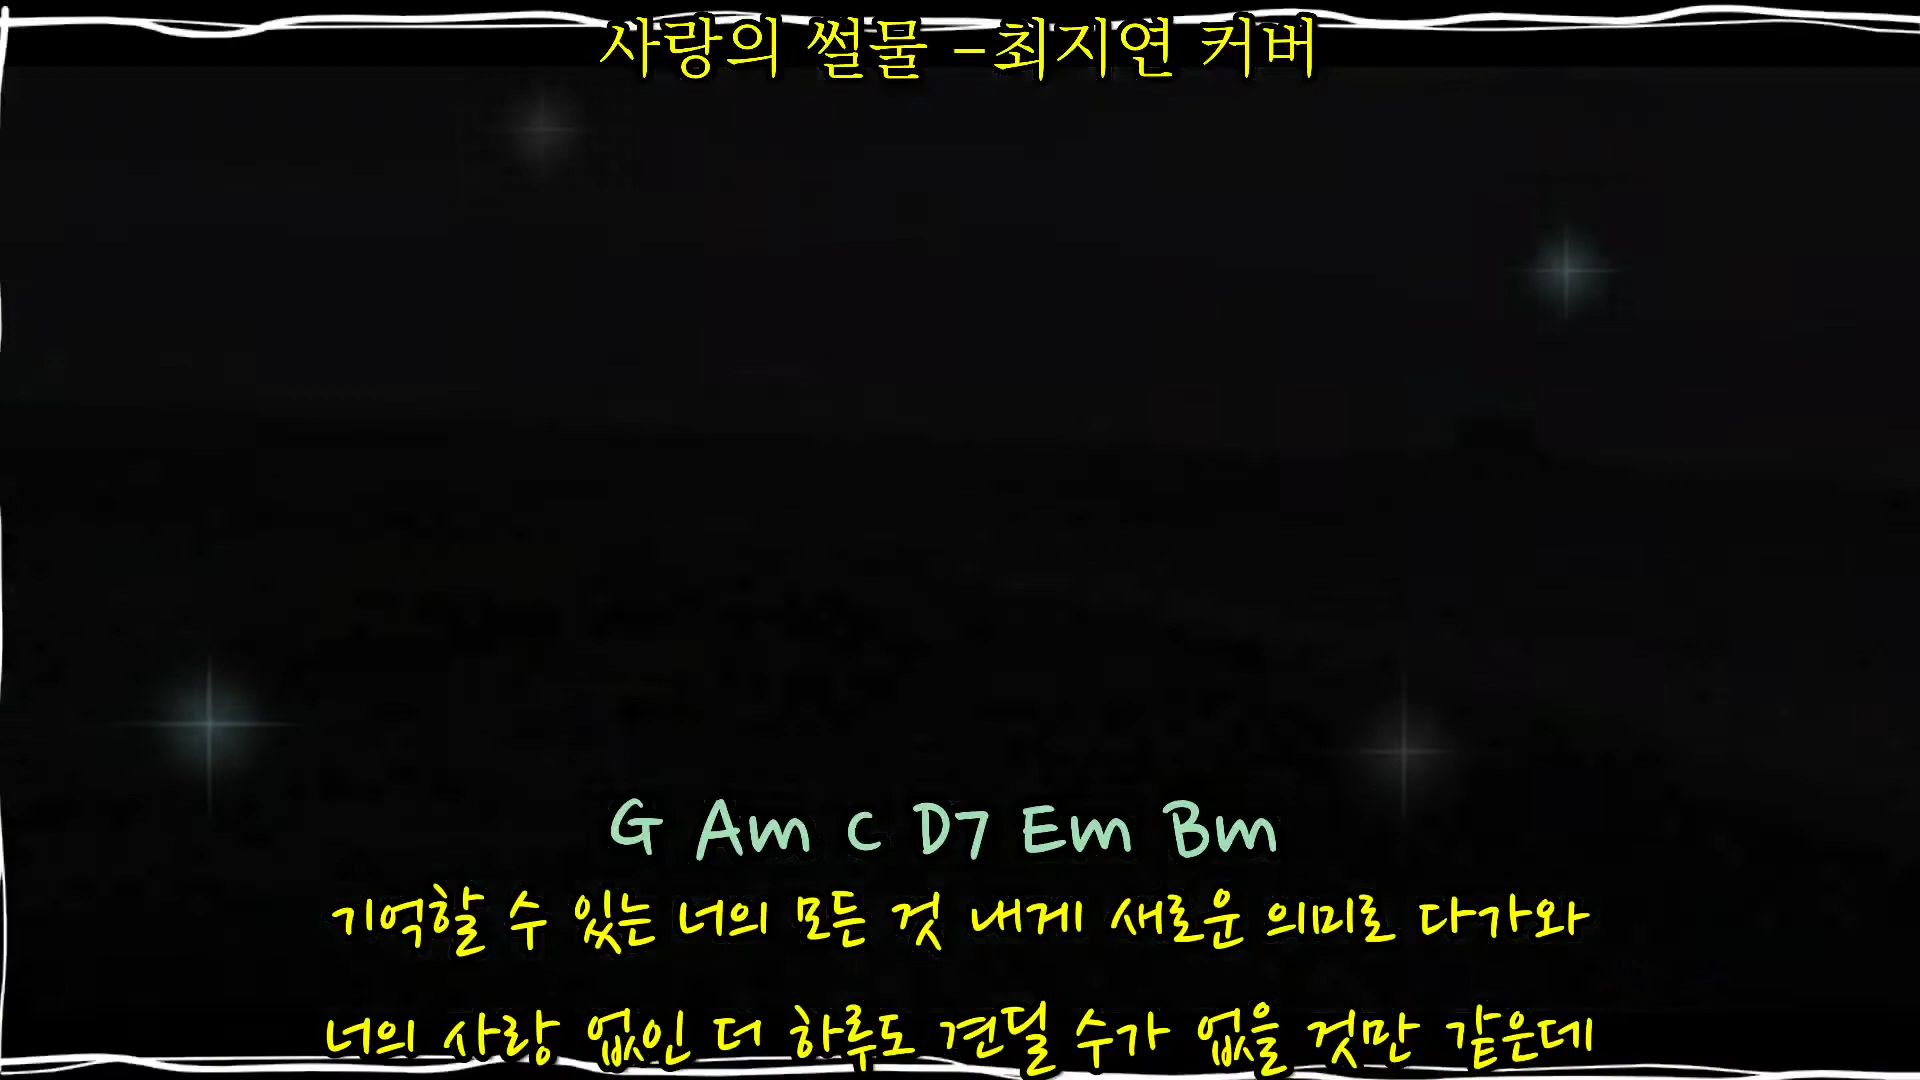 사랑의 썰물 -최지연 커버
G Am C D7 Em Bm
기억할 수 있는 너의 모든 것 내게 새로운 의미로 다가와
너의 사랑 없인 더 하루도 견딜 수가 없을 것만 같은데